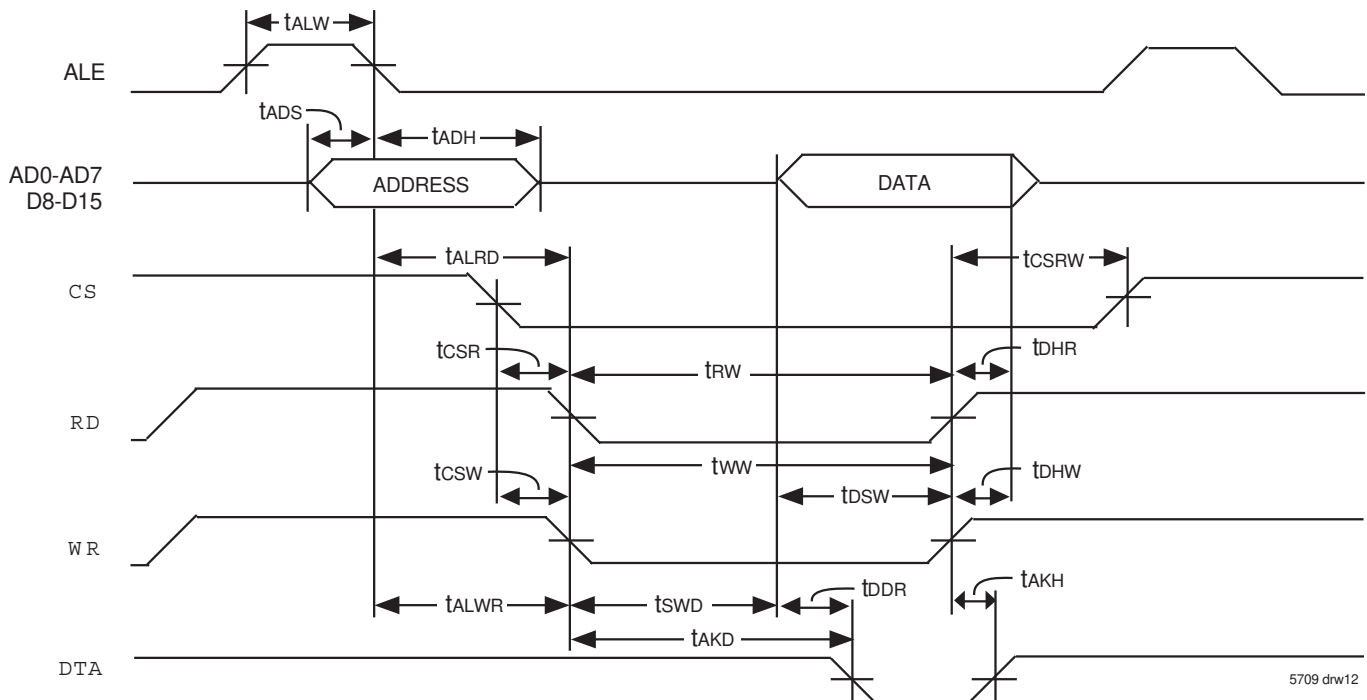 tALW
ALE
tADS
tADH
AD0-AD7
D8-D15
ADDRESS
DATA
tALRD
tCSRW
CS
tCSR
tRW
tDHR
RD
tCSW
tWW
tDHW
tDSW
WR
tALWR
tSWD
tDDR
tAKH
tAKD
DTA
5709 drw12